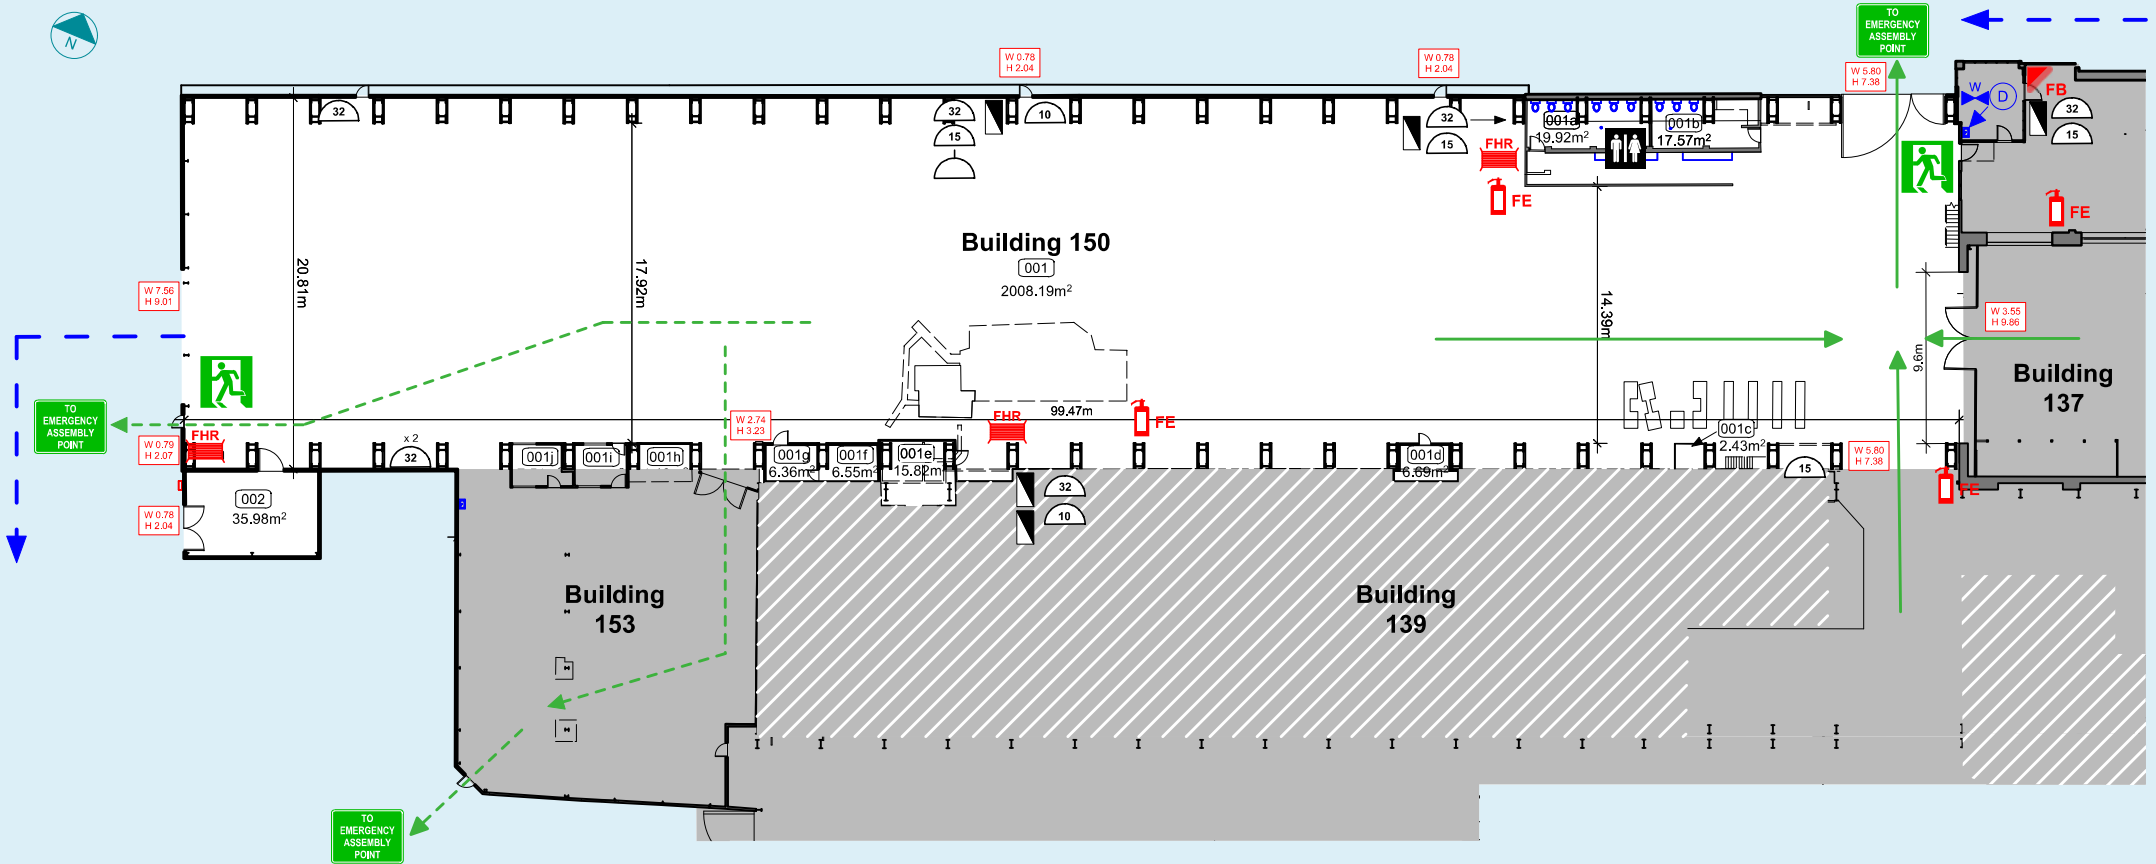 N
TO
EMERGENCY
ASSEMBLY
POINT
W 0.78
H 2.04
W 0.78
H 2.04
W 5.80
H 7.38
32
32
15
10
32
15
FHR
FE
001a
19.92m²
001b
17.57m²
W
D
FB
32
15
FE
Building 150
001
2008.19m²
20.81m
17.92m
14.39m
9.6m
W 7.56
H 9.01
W 3.55
H 9.86
Building
137
TO
EMERGENCY
ASSEMBLY
POINT
W 0.79
H 2.07
FHR
x 2
32
W 2.74
H 3.23
99.47m
FHR
FE
001j
001i
001h
001g
6.36m²
001f
6.55m²
001e
15.82m²
001d
6.69m²
001c
2.43m²
15
W 5.80
H 7.38
FE
002
35.98m²
W 0.78
H 2.04
32
10
Building
153
Building
139
TO
EMERGENCY
ASSEMBLY
POINT